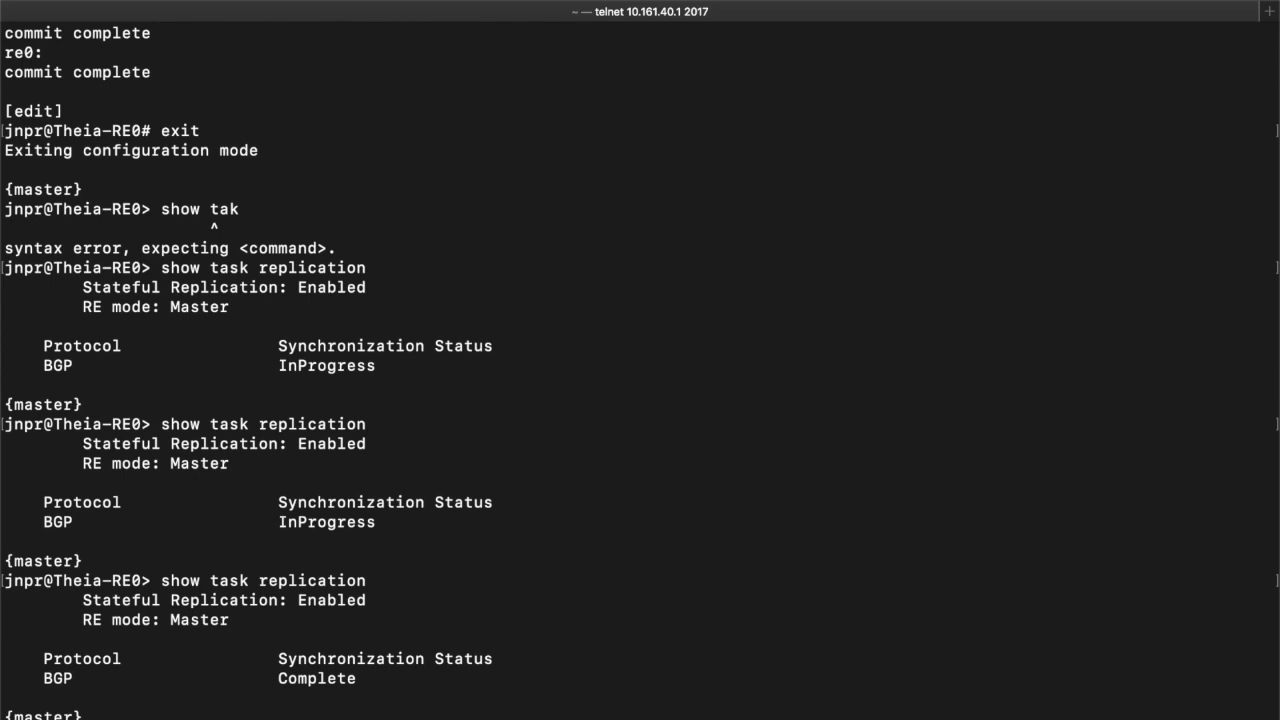 ~ — telnet 10.161.40.1 2017
commit complete
re0:
commit complete
[edit]
jnpr@Theia-RE0# exit
Exiting configuration mode
{master}
jnpr@Theia-RE0> show tak
^
syntax error, expecting <command>.
jnpr@Theia-RE0> show task replication
Stateful Replication: Enabled
RE mode: Master
Protocol Synchronization Status
BGP InProgress
{master}
jnpr@Theia-RE0> show task replication
Stateful Replication: Enabled
RE mode: Master
Protocol Synchronization Status
BGP InProgress
{master}
jnpr@Theia-RE0> show task replication
Stateful Replication: Enabled
RE mode: Master
Protocol Synchronization Status
BGP Complete
{master}